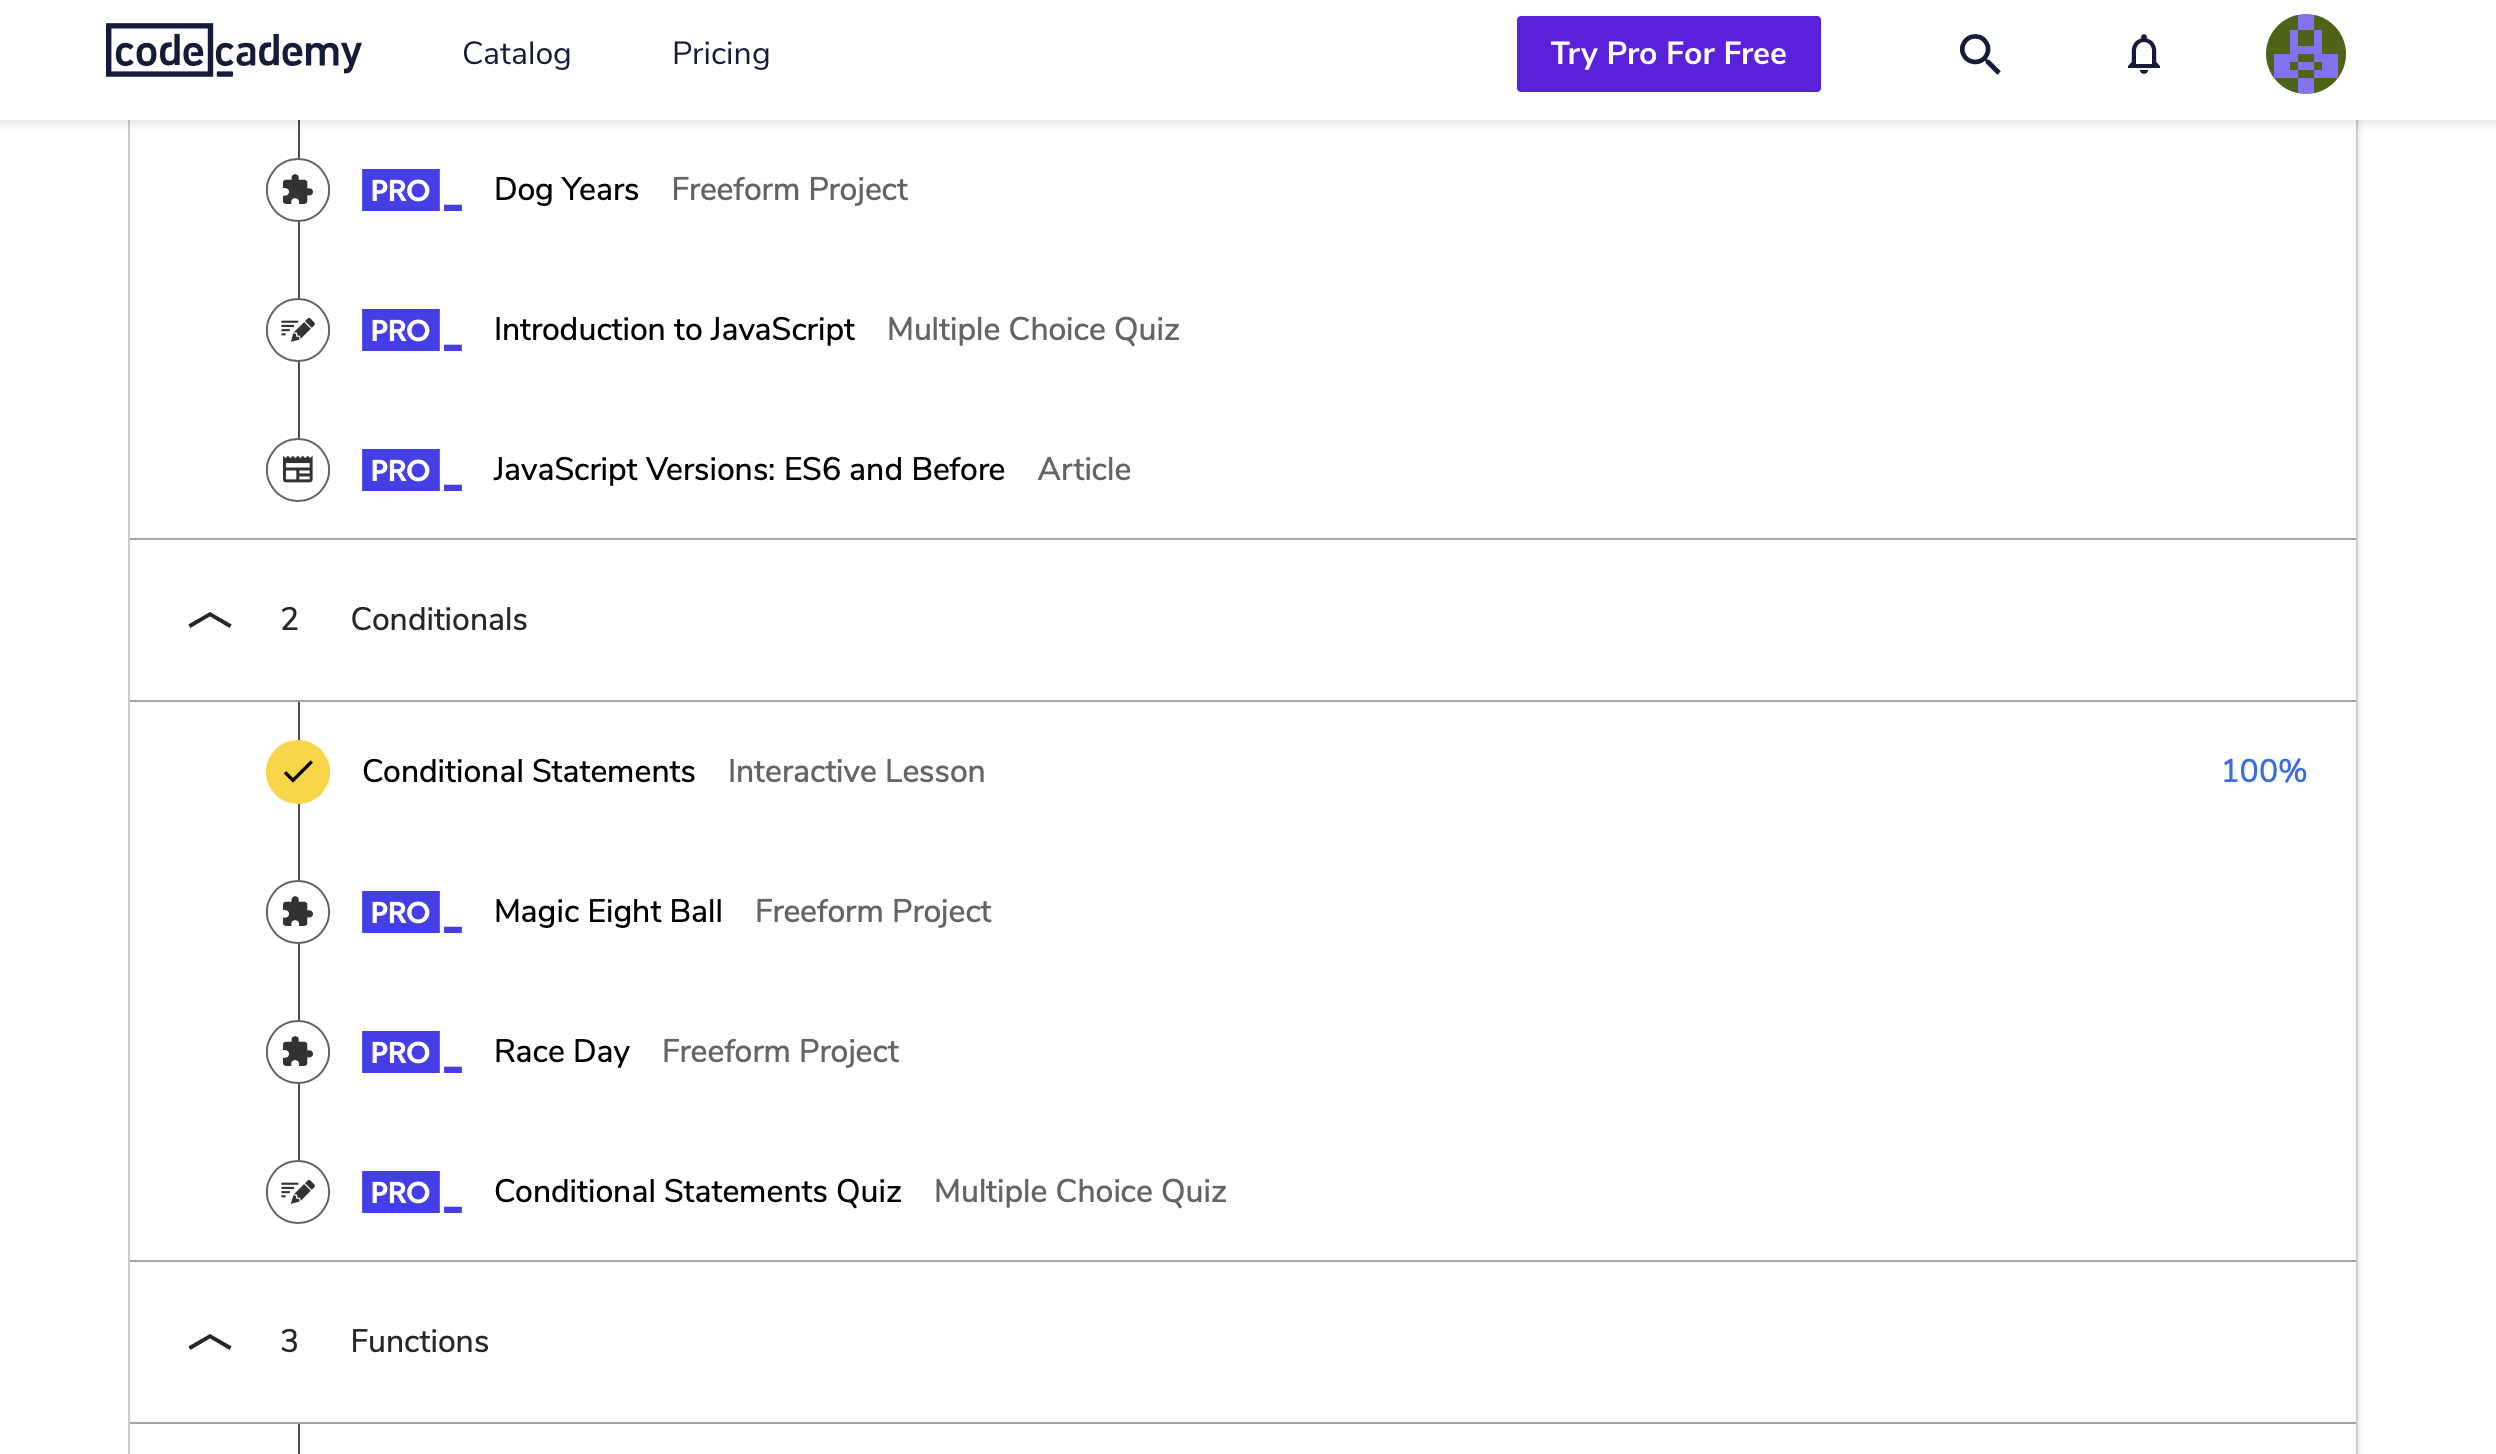 codecademy Catalog Pricing Try Pro For Free
PRO Dog Years Freeform Project
PRO Introduction to JavaScript Multiple Choice Quiz
PRO JavaScript Versions: ES6 and Before Article
2 Conditionals
Conditional Statements Interactive Lesson 100%
PRO Magic Eight Ball Freeform Project
PRO Race Day Freeform Project
PRO Conditional Statements Quiz Multiple Choice Quiz
3 Functions